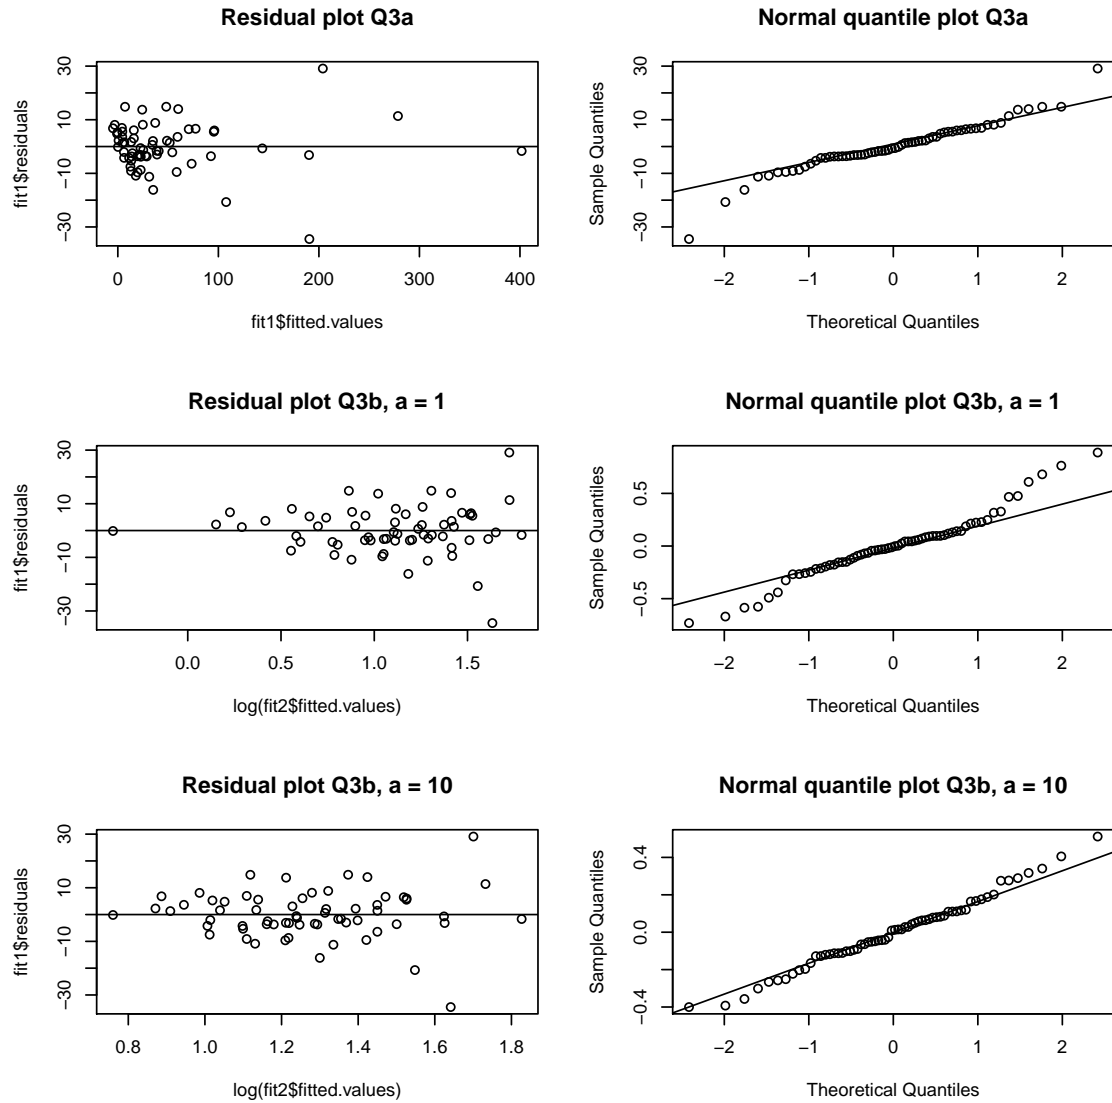 Residual plot Q3a
fit1$residuals
30
10
−10
−30
0 100 200 300 400
fit1$fitted.values
Normal quantile plot Q3a
Sample Quantiles
30
10
−10
−30
−2 −1 0 1 2
Theoretical Quantiles
Residual plot Q3b, a = 1
fit1$residuals
30
10
−10
−30
0.0 0.5 1.0 1.5
log(fit2$fitted.values)
Normal quantile plot Q3b, a = 1
Sample Quantiles
0.5
0.0
−0.5
−2 −1 0 1 2
Theoretical Quantiles
Residual plot Q3b, a = 10
fit1$residuals
30
10
−10
−30
0.8 1.0 1.2 1.4 1.6 1.8
log(fit2$fitted.values)
Normal quantile plot Q3b, a = 10
Sample Quantiles
0.4
0.0
−0.4
−2 −1 0 1 2
Theoretical Quantiles